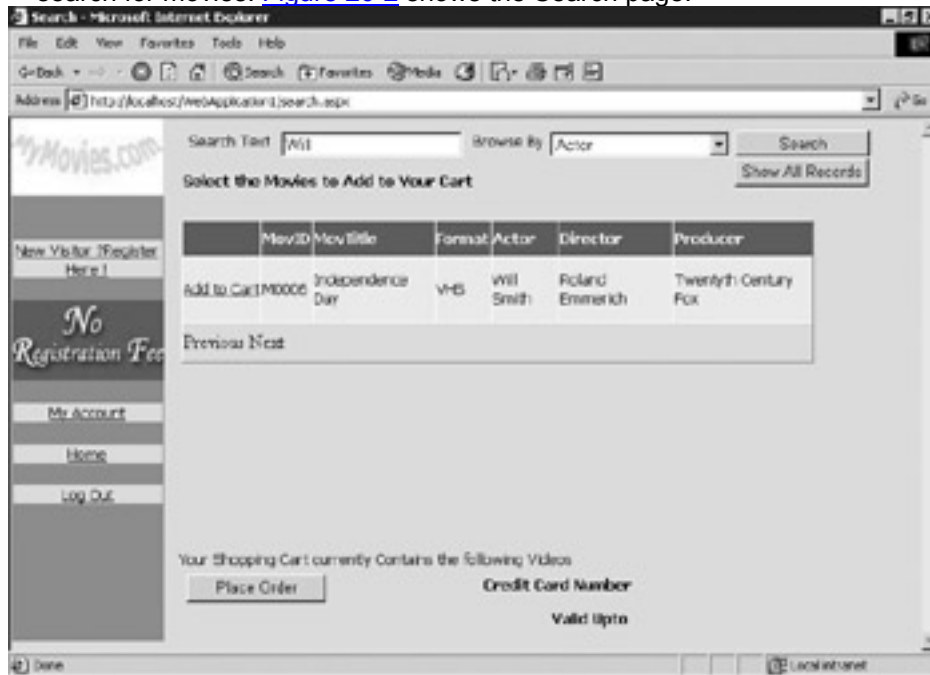 search for movies. Figure 20-2 shows the Search page.
Search - Microsoft Internet Explorer
File Edit View Favorites Tools Help
Back Search Favorites Media
Address http://localhost/WebApplication1/search.aspx Go
MyMovies.com
Search Text Will Browse By Actor Search
Show All Records
Select the Movies to Add to Your Cart
MovID MovTitle Format Actor Director Producer
Add to Cart M0006 Independence Day VHS Will Smith Roland Emmerich Twentyth Century Fox
Previous Next
New Visitor ?Register Here !
No
Registration Fee
My Account
Home
Log Out
Your Shopping Cart currently Contains the following Videos
Place Order Credit Card Number
Valid Upto
Done Local intranet